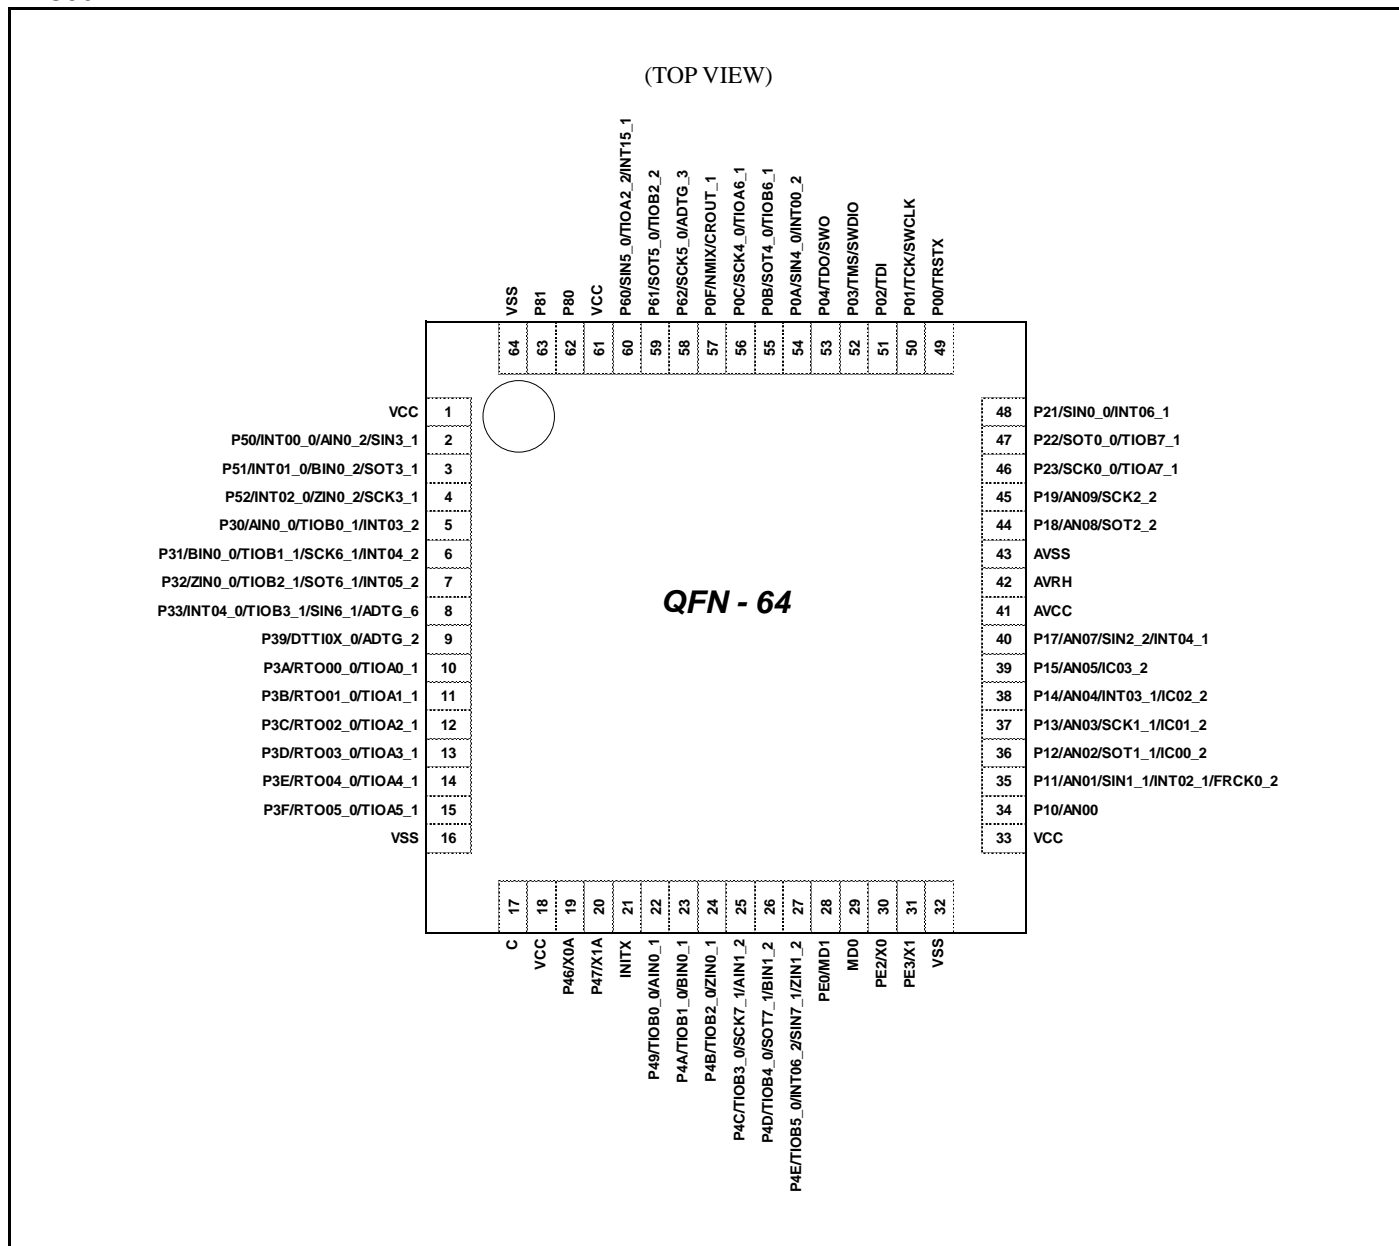 (TOP VIEW)
VSS
P81
P80
VCC
P60/SIN5_0/TIOA2_2/INT15_1
P61/SOT5_0/TIOB2_2
P62/SCK5_0/ADTG_3
P0F/NMIX/CROUT_1
P0C/SCK4_0/TIOA6_1
P0B/SOT4_0/TIOB6_1
P0A/SIN4_0/INT00_2
P04/TDO/SWO
P03/TMS/SWDIO
P02/TDI
P01/TCK/SWCLK
P00/TRSTX
64
63
62
61
60
59
58
57
56
55
54
53
52
51
50
49
VCC 1
P50/INT00_0/AIN0_2/SIN3_1 2
P51/INT01_0/BIN0_2/SOT3_1 3
P52/INT02_0/ZIN0_2/SCK3_1 4
P30/AIN0_0/TIOB0_1/INT03_2 5
P31/BIN0_0/TIOB1_1/SCK6_1/INT04_2 6
P32/ZIN0_0/TIOB2_1/SOT6_1/INT05_2 7
P33/INT04_0/TIOB3_1/SIN6_1/ADTG_6 8
P39/DTTI0X_0/ADTG_2 9
P3A/RTO00_0/TIOA0_1 10
P3B/RTO01_0/TIOA1_1 11
P3C/RTO02_0/TIOA2_1 12
P3D/RTO03_0/TIOA3_1 13
P3E/RTO04_0/TIOA4_1 14
P3F/RTO05_0/TIOA5_1 15
VSS 16
QFN - 64
48 P21/SIN0_0/INT06_1
47 P22/SOT0_0/TIOB7_1
46 P23/SCK0_0/TIOA7_1
45 P19/AN09/SCK2_2
44 P18/AN08/SOT2_2
43 AVSS
42 AVRH
41 AVCC
40 P17/AN07/SIN2_2/INT04_1
39 P15/AN05/IC03_2
38 P14/AN04/INT03_1/IC02_2
37 P13/AN03/SCK1_1/IC01_2
36 P12/AN02/SOT1_1/IC00_2
35 P11/AN01/SIN1_1/INT02_1/FRCK0_2
34 P10/AN00
33 VCC
17
18
19
20
21
22
23
24
25
26
27
28
29
30
31
32
C
VCC
P46/X0A
P47/X1A
INITX
P49/TIOB0_0/AIN0_1
P4A/TIOB1_0/BIN0_1
P4B/TIOB2_0/ZIN0_1
P4C/TIOB3_0/SCK7_1/AIN1_2
P4D/TIOB4_0/SOT7_1/BIN1_2
P4E/TIOB5_0/INT06_2/SIN7_1/ZIN1_2
PE0/MD1
MD0
PE2/X0
PE3/X1
VSS